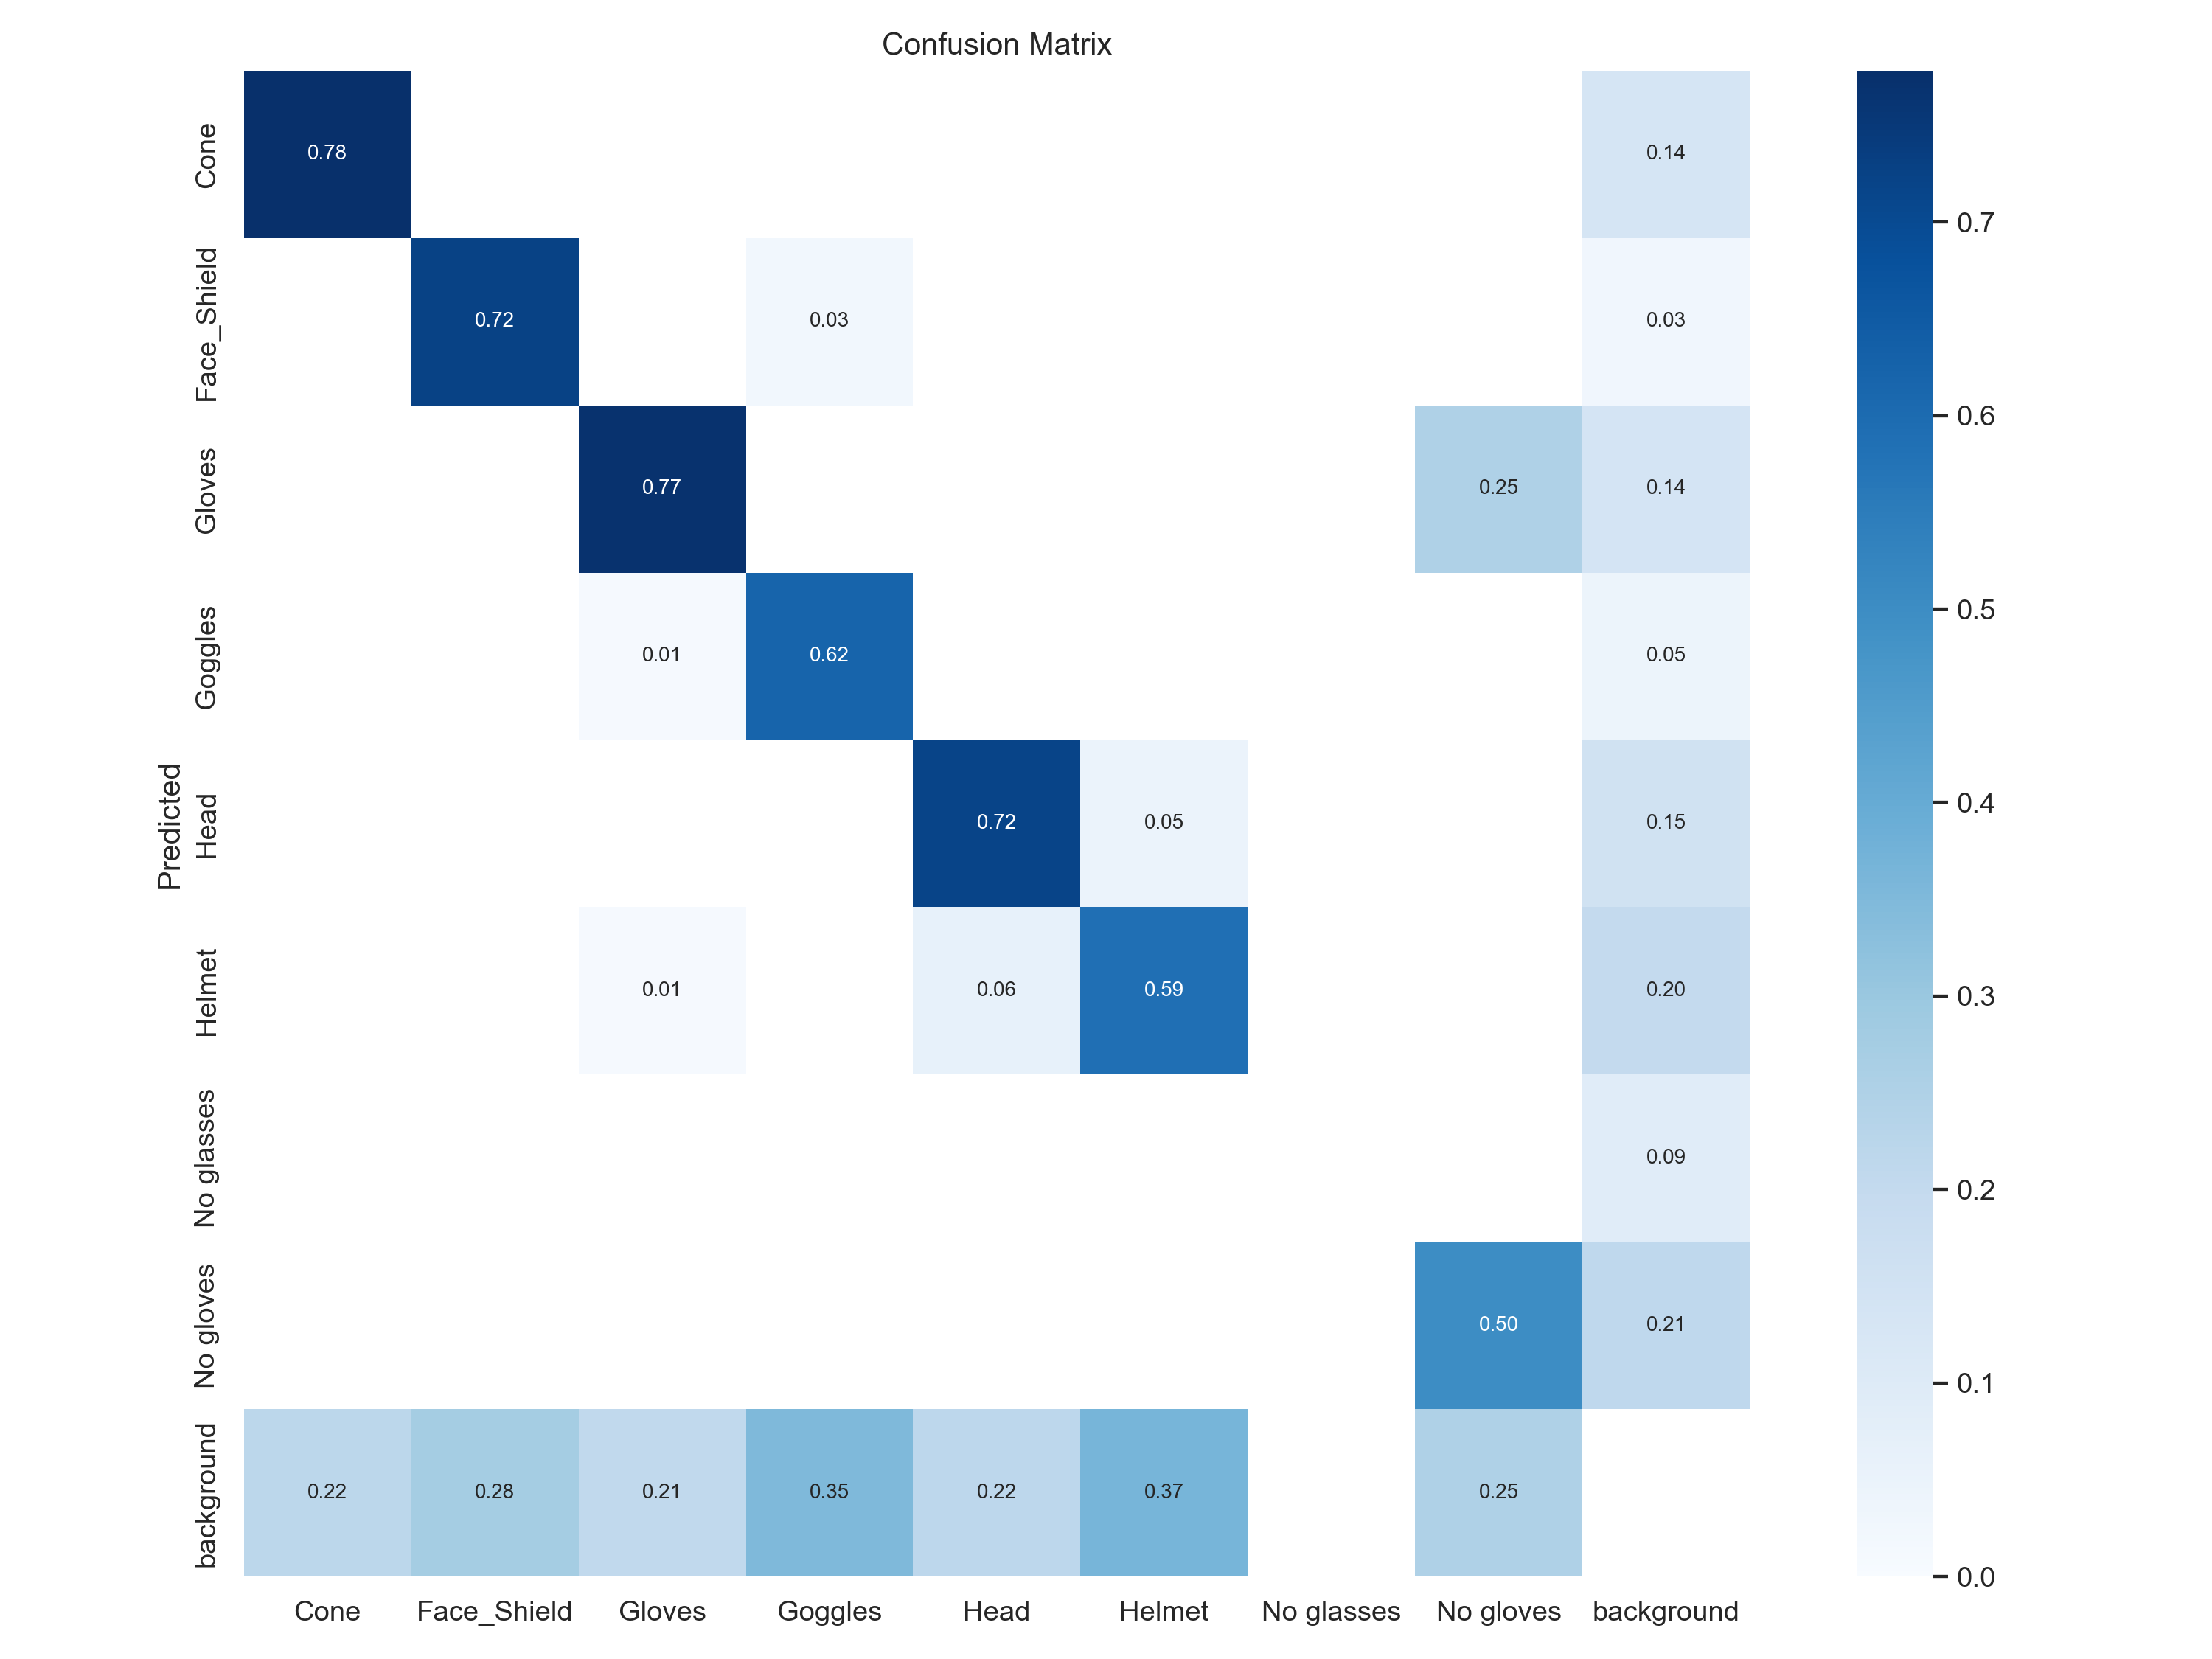 Confusion Matrix
Predicted
Cone 0.78 0.14
Face_Shield 0.72 0.03 0.03
Gloves 0.77 0.25 0.14
Goggles 0.01 0.62 0.05
Head 0.72 0.05 0.15
Helmet 0.01 0.06 0.59 0.20
No glasses 0.09
No gloves 0.50 0.21
background 0.22 0.28 0.21 0.35 0.22 0.37 0.25
Cone Face_Shield Gloves Goggles Head Helmet No glasses No gloves background
0.7
0.6
0.5
0.4
0.3
0.2
0.1
0.0